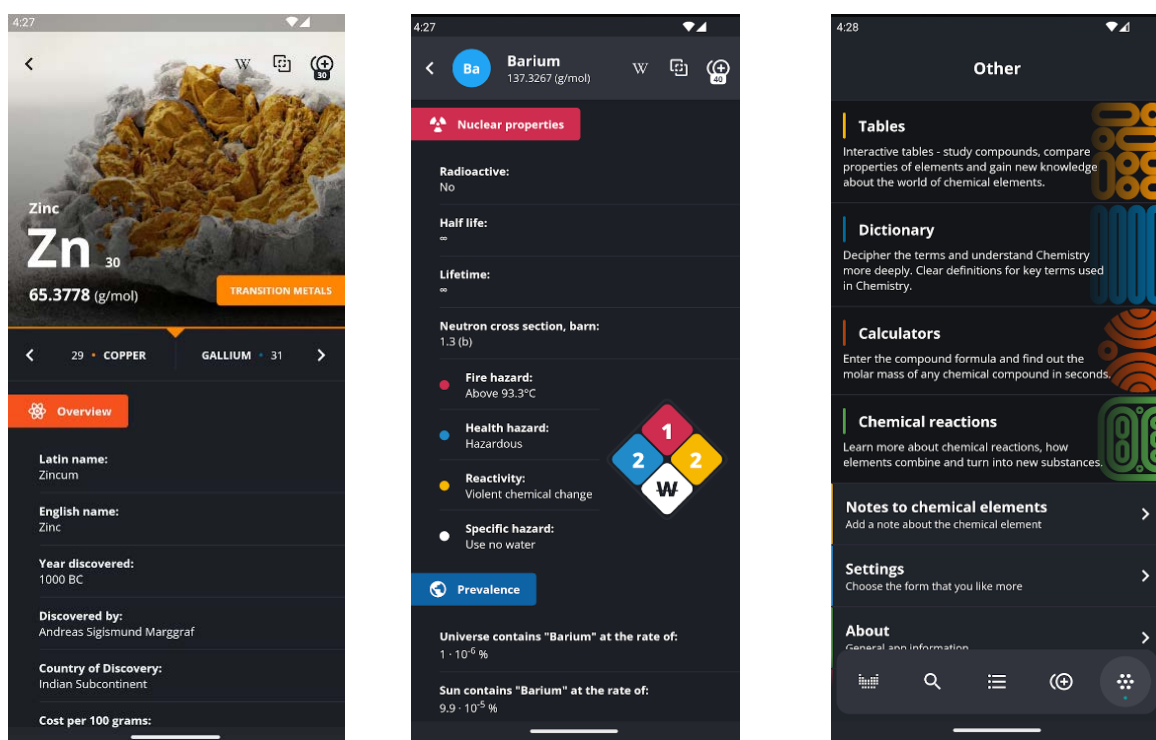 4:27
W
30
Zinc
Zn 30
65.3778 (g/mol)
TRANSITION METALS
29 • COPPER
GALLIUM • 31
Overview
Latin name:
Zincum
English name:
Zinc
Year discovered:
1000 BC
Discovered by:
Andreas Sigismund Marggraf
Country of Discovery:
Indian Subcontinent
Cost per 100 grams:
4:27
Ba
Barium
137.3267 (g/mol)
W
40
Nuclear properties
Radioactive:
No
Half life:
∞
Lifetime:
∞
Neutron cross section, barn:
1.3 (b)
Fire hazard:
Above 93.3°C
Health hazard:
Hazardous
Reactivity:
Violent chemical change
Specific hazard:
Use no water
1
2 2
W
Prevalence
Universe contains "Barium" at the rate of:
1 · 10⁻⁶ %
Sun contains "Barium" at the rate of:
9.9 · 10⁻⁵ %
4:28
Other
Tables
Interactive tables - study compounds, compare
properties of elements and gain new knowledge
about the world of chemical elements.
Dictionary
Decipher the terms and understand Chemistry
more deeply. Clear definitions for key terms used
in Chemistry.
Calculators
Enter the compound formula and find out the
molar mass of any chemical compound in seconds.
Chemical reactions
Learn more about chemical reactions, how
elements combine and turn into new substances.
Notes to chemical elements
Add a note about the chemical element
Settings
Choose the form that you like more
About
General app information